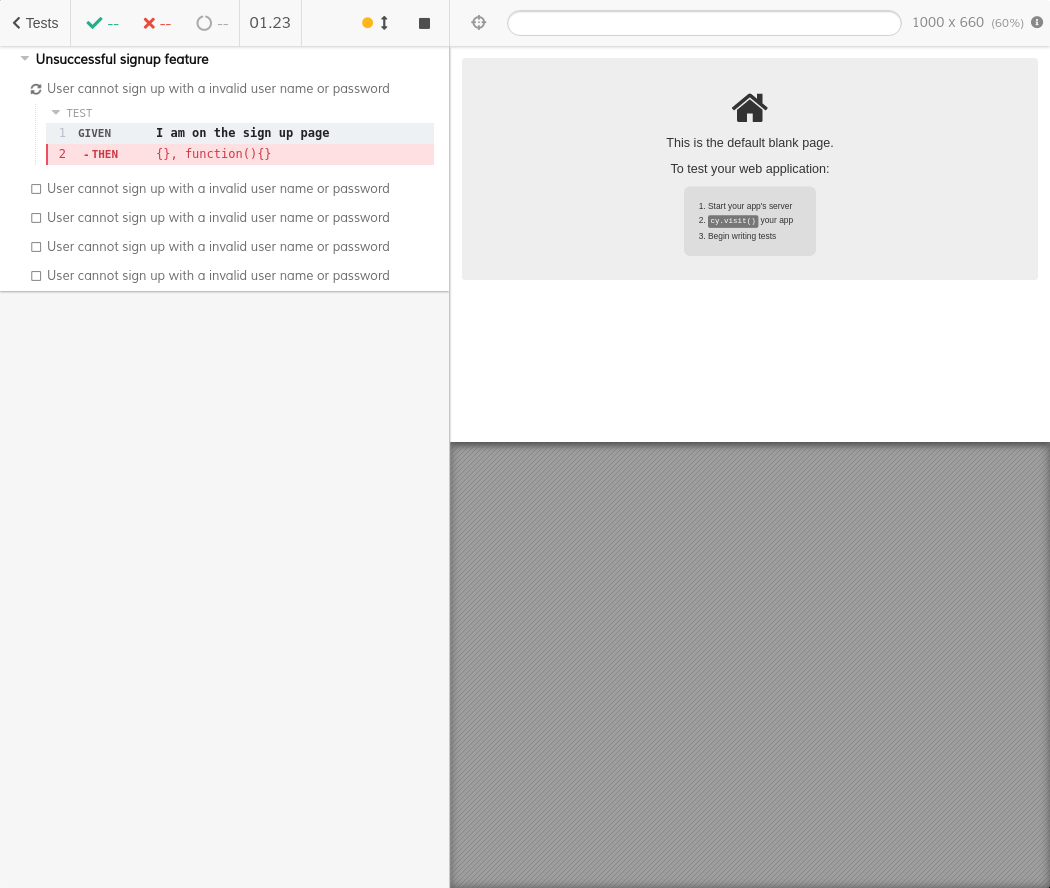 Tests -- -- -- 01.23 1000 x 660 (60%)
Unsuccessful signup feature
User cannot sign up with a invalid user name or password
TEST
1 GIVEN I am on the sign up page
2 - THEN {}, function(){}
User cannot sign up with a invalid user name or password
User cannot sign up with a invalid user name or password
User cannot sign up with a invalid user name or password
User cannot sign up with a invalid user name or password
This is the default blank page.
To test your web application:
1. Start your app's server
2. cy.visit() your app
3. Begin writing tests